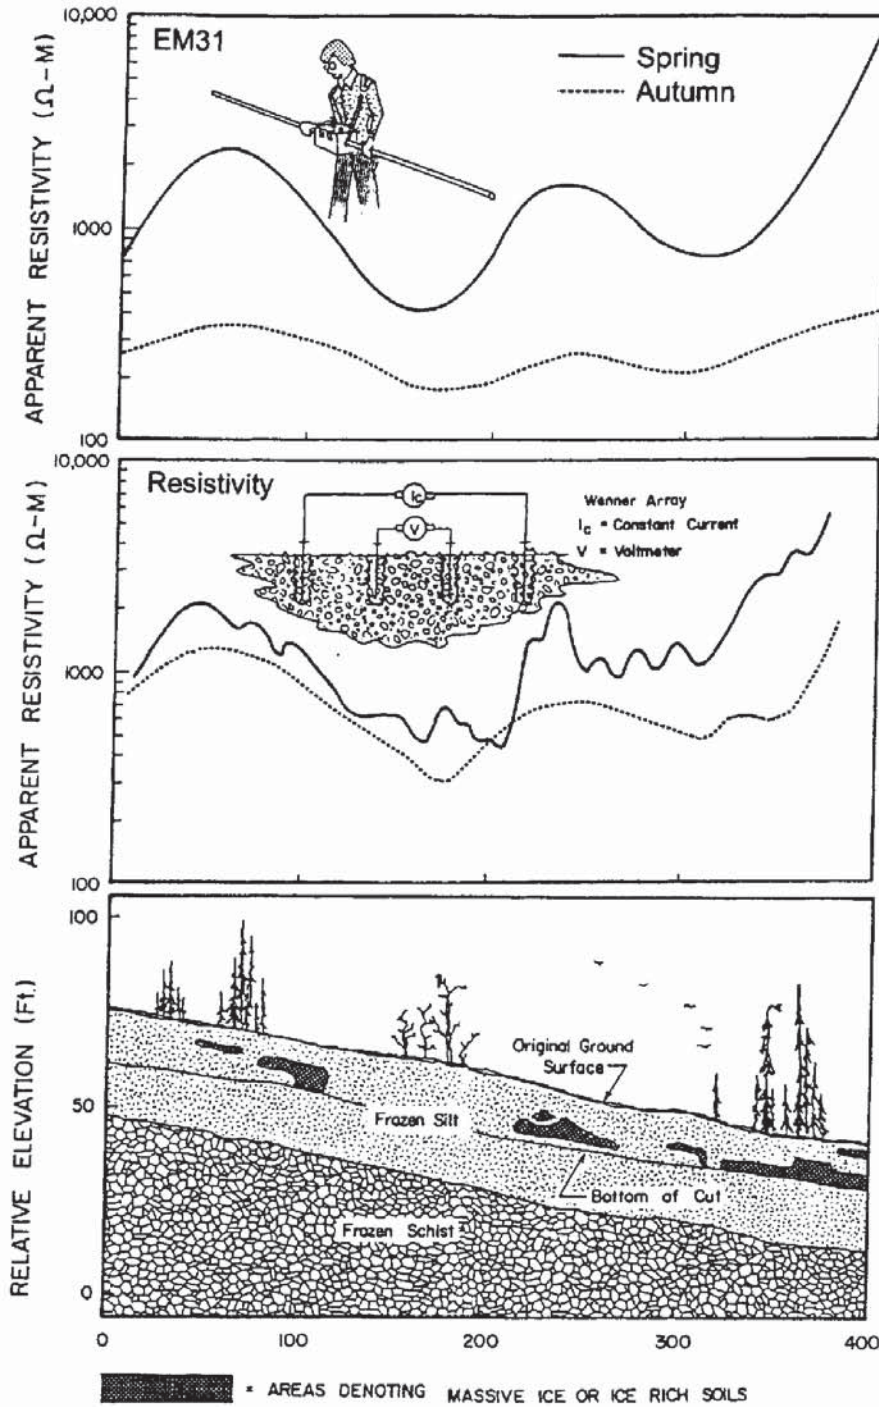 10,000
EM31
Spring
Autumn
1000
100
APPARENT RESISTIVITY (Ω-M)
10,000
Resistivity
Ic
V
Wenner Array
Ic = Constant Current
V = Voltmeter
1000
100
APPARENT RESISTIVITY (Ω-M)
100
Original Ground
Surface
50
Frozen Silt
Bottom of Cut
Frozen Schist
0
RELATIVE ELEVATION (Ft.)
0 100 200 300 400
= AREAS DENOTING MASSIVE ICE OR ICE RICH SOILS